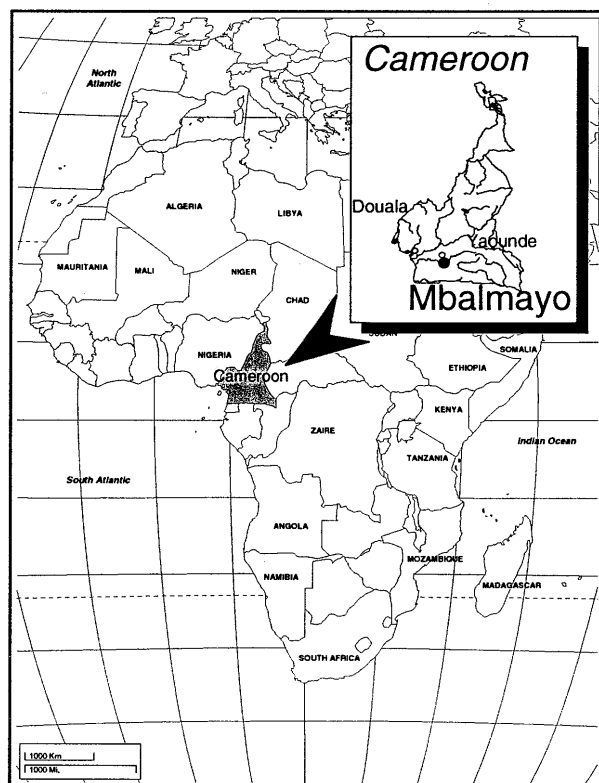 North
Atlantic
Cameroon
Douala
Yaounde
Mbalmayo
ALGERIA
LIBYA
MAURITANIA
MALI
NIGER
CHAD
SUDAN
SOMALIA
NIGERIA
ETHIOPIA
Cameroon
KENYA
ZAIRE
Indian Ocean
TANZANIA
South Atlantic
ANGOLA
MOZAMBIQUE
NAMIBIA
MADAGASCAR
SOUTH AFRICA
1000 Km
1000 Mi.